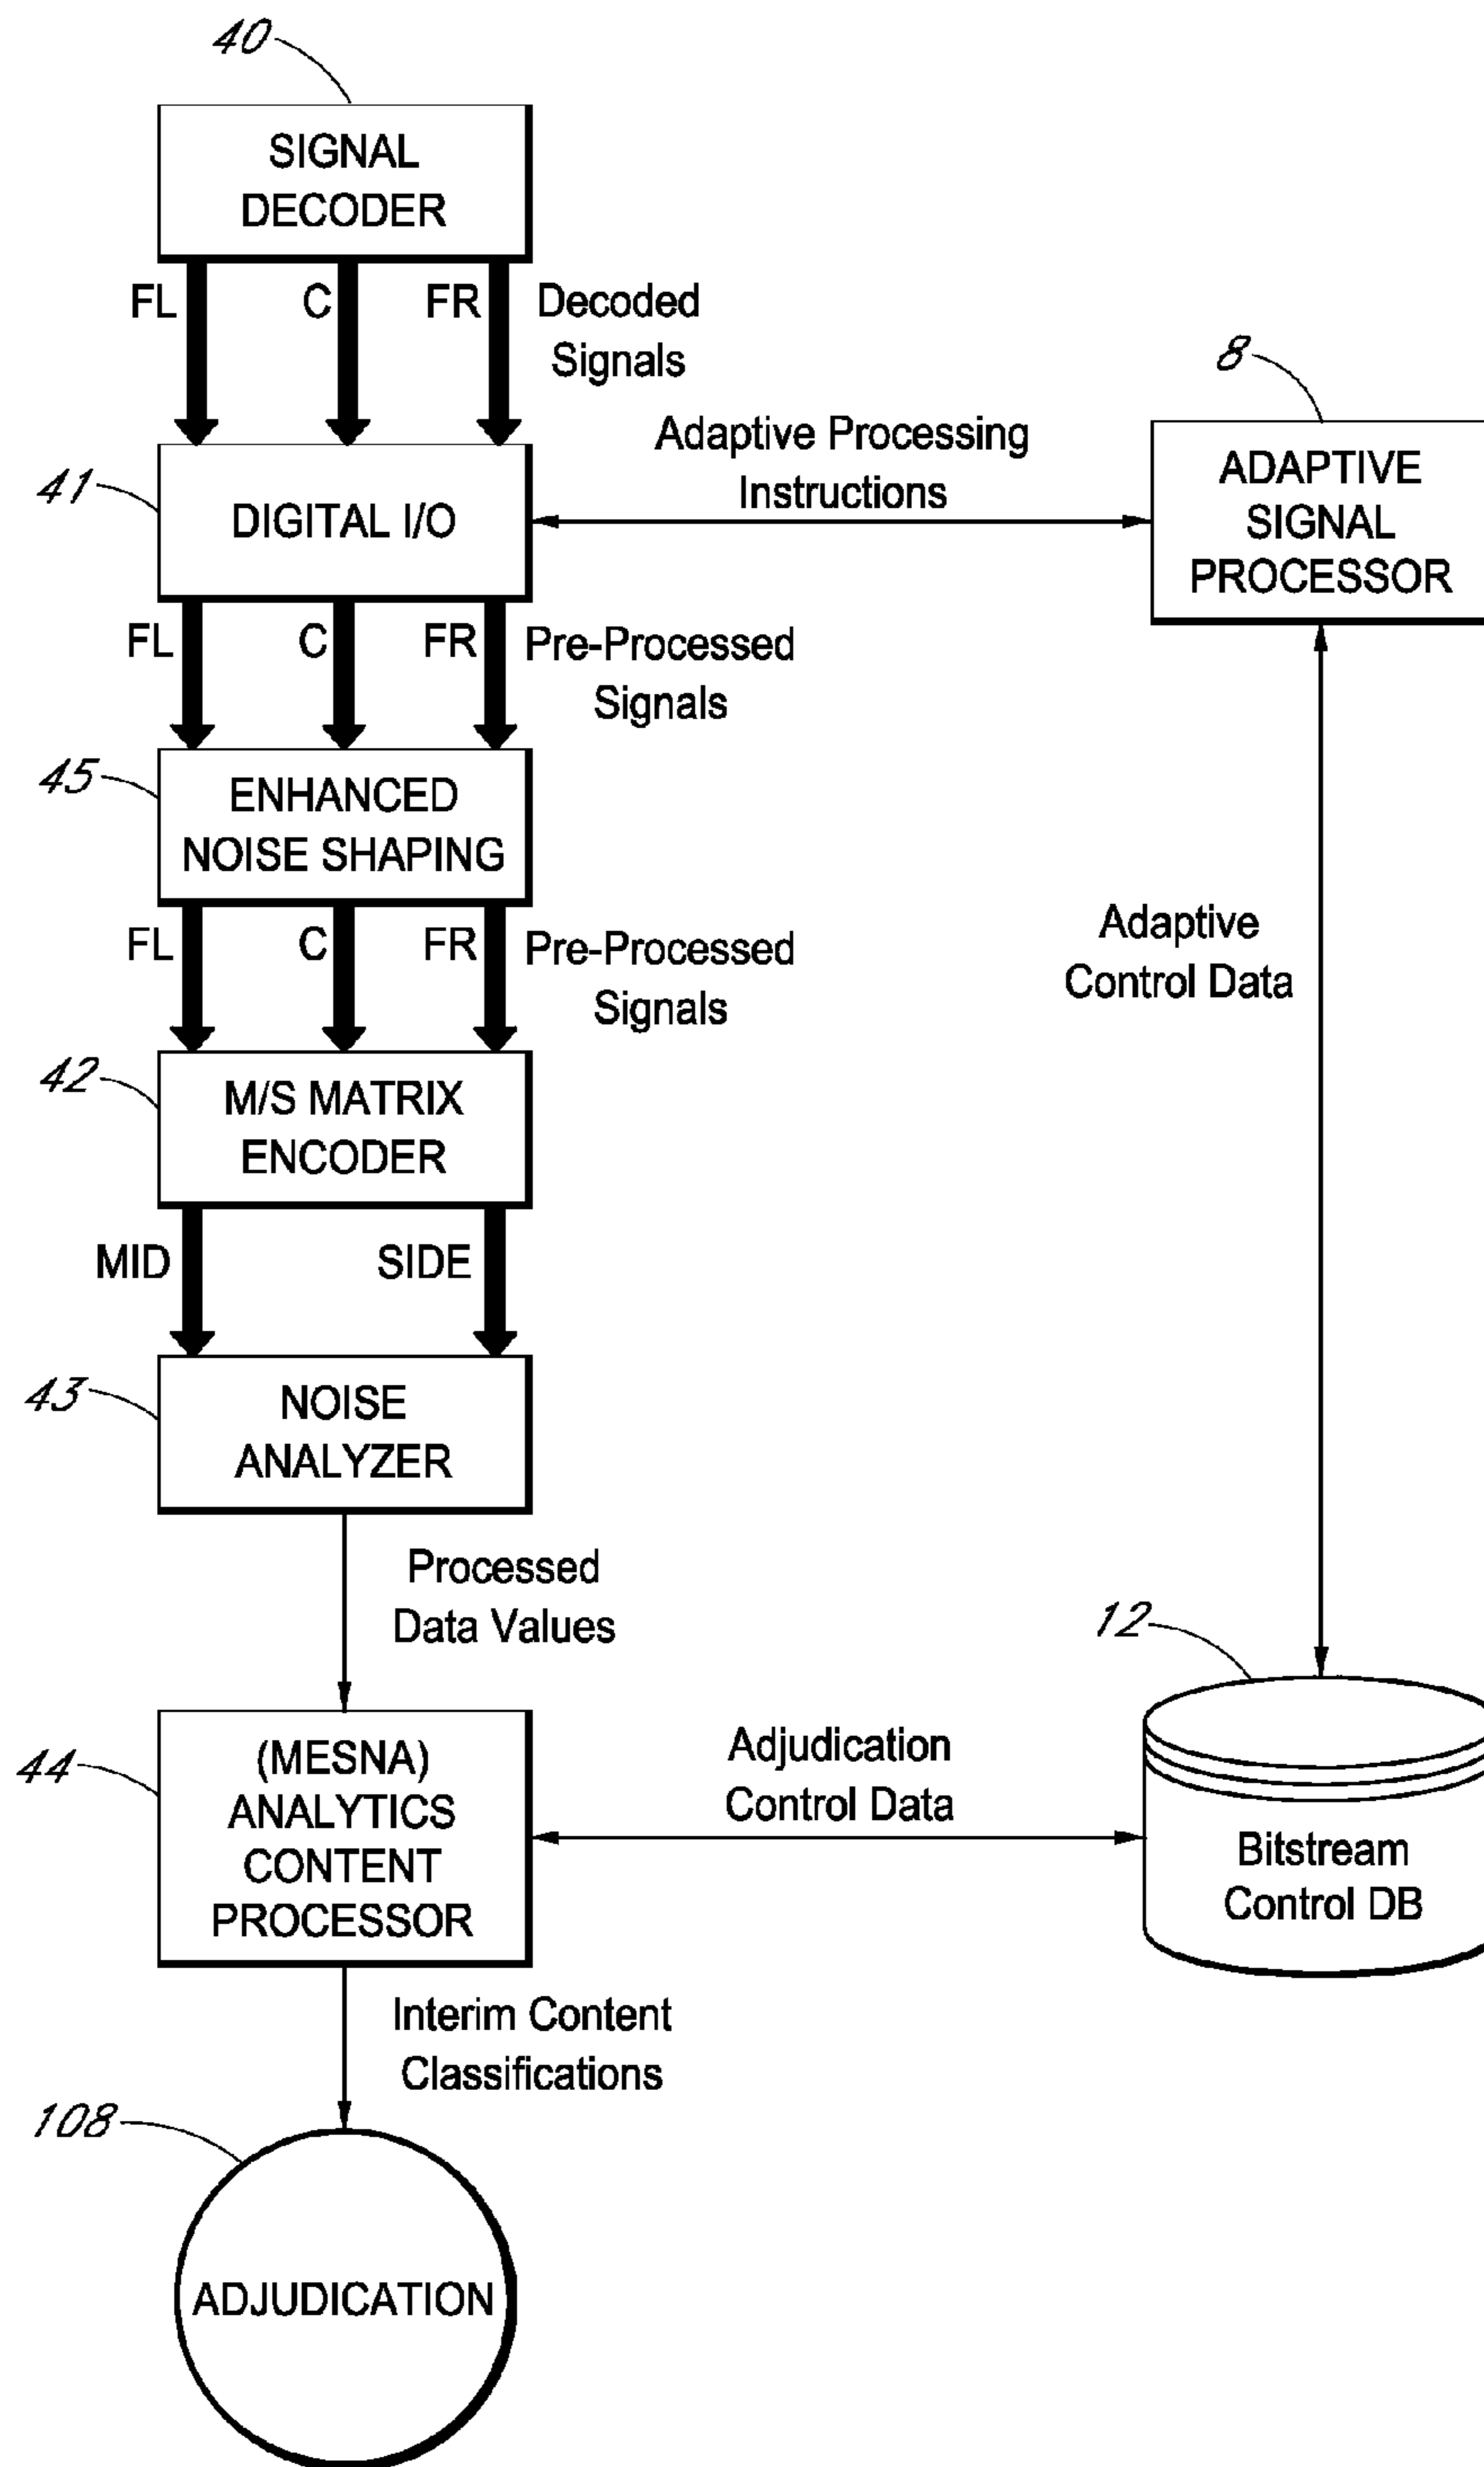 40
SIGNAL
DECODER
FL C FR Decoded
Signals
8
41
DIGITAL I/O
Adaptive Processing
Instructions
ADAPTIVE
SIGNAL
PROCESSOR
FL C FR Pre-Processed
Signals
45
ENHANCED
NOISE SHAPING
FL C FR Pre-Processed
Signals
Adaptive
Control Data
42
M/S MATRIX
ENCODER
MID SIDE
43
NOISE
ANALYZER
Processed
Data Values
12
44
(MESNA)
ANALYTICS
CONTENT
PROCESSOR
Adjudication
Control Data
Bitstream
Control DB
Interim Content
Classifications
108
ADJUDICATION